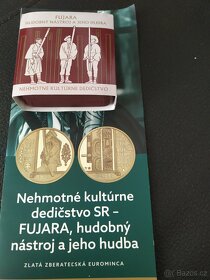 FUJARA
HUDOBNÝ NÁSTROJ A JEHO HUDBA
NEHMOTNÉ KULTÚRNE DEDIČSTVO
Nehmotné kultúrne
dedičstvo SR –
FUJARA, hudobný
nástroj a jeho hudba
ZLATÁ ZBERATEĽSKÁ EUROMINCA
Bazoš.cz